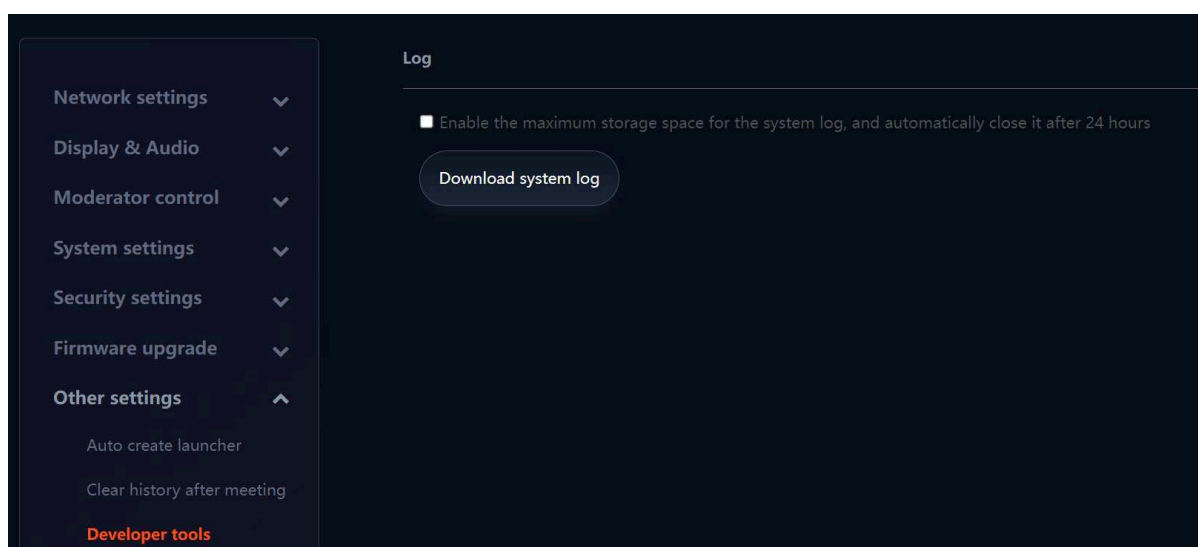 Log
Network settings
Enable the maximum storage space for the system log, and automatically close it after 24 hours
Display & Audio
Download system log
Moderator control
System settings
Security settings
Firmware upgrade
Other settings
Auto create launcher
Clear history after meeting
Developer tools